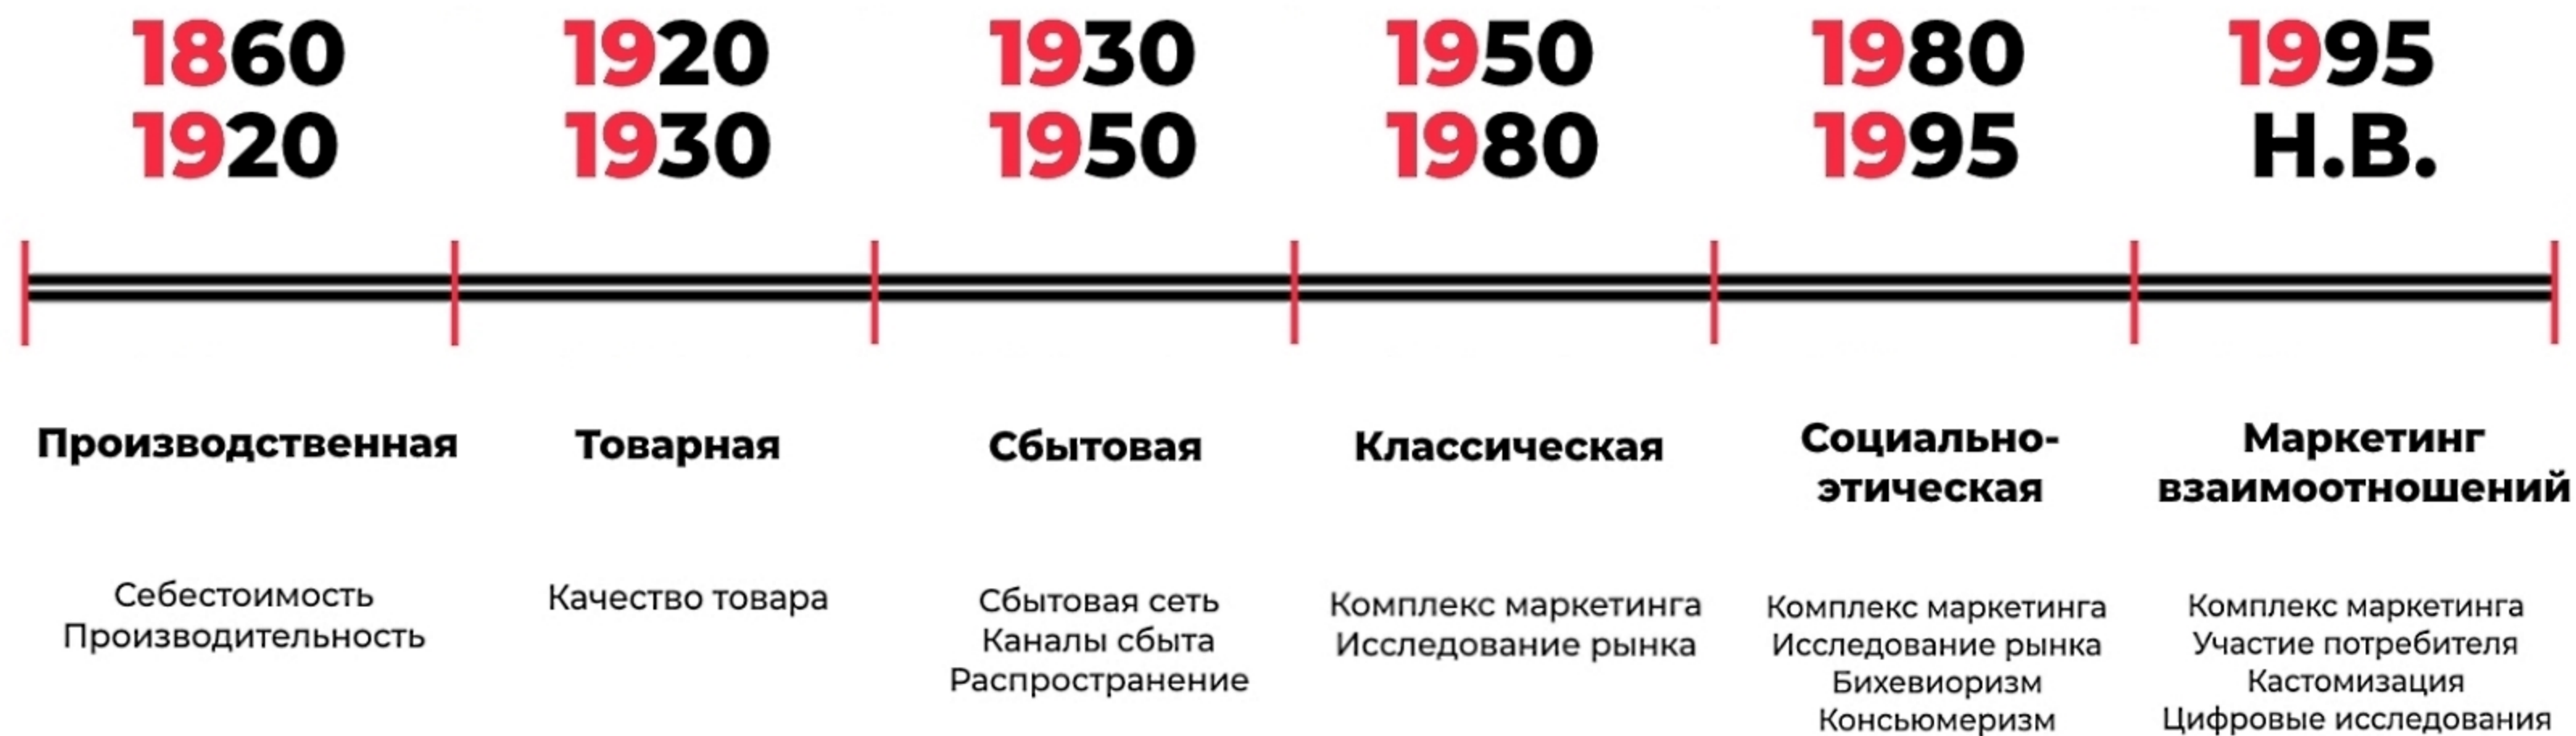 1860
1920
1920
1930
1930
1950
1950
1980
1980
1995
1995
Н.В.
Производственная
Товарная
Сбытовая
Классическая
Социально-
этическая
Маркетинг
взаимоотношений
Себестоимость
Производительность
Качество товара
Сбытовая сеть
Каналы сбыта
Распространение
Комплекс маркетинга
Исследование рынка
Комплекс маркетинга
Исследование рынка
Бихевиоризм
Консьюмеризм
Комплекс маркетинга
Участие потребителя
Кастомизация
Цифровые исследования